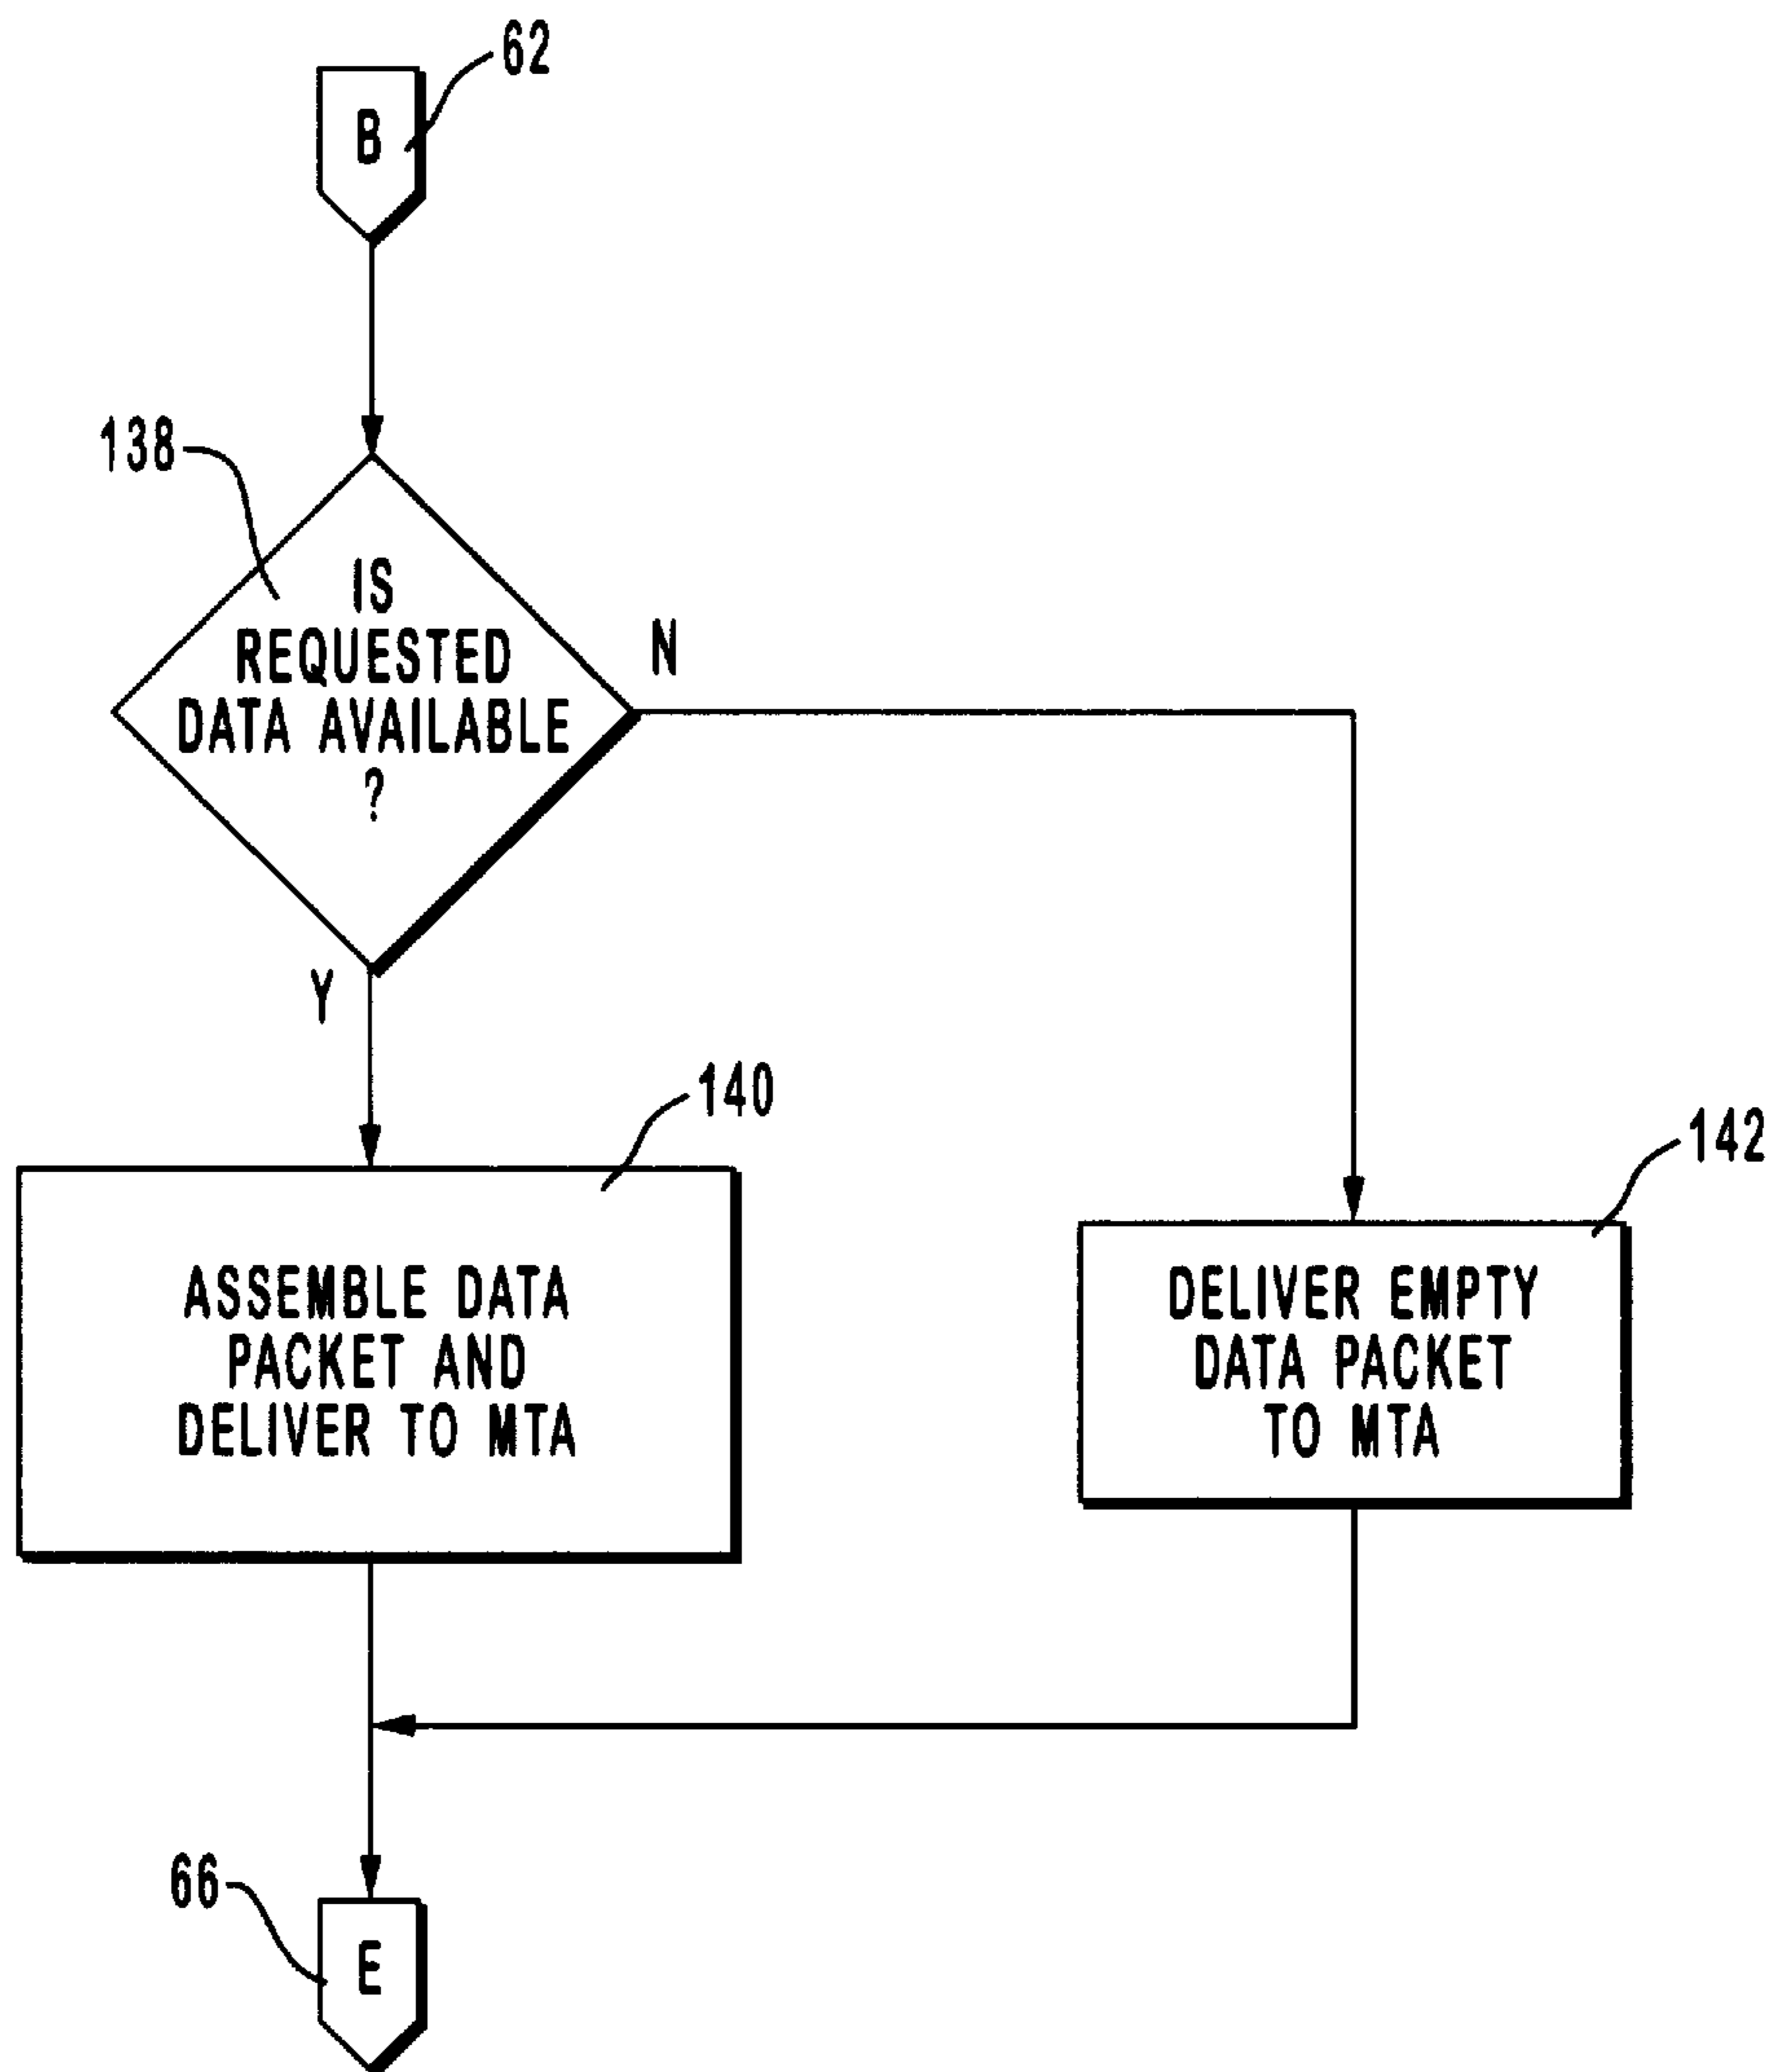 62
B
138
IS
REQUESTED
DATA AVAILABLE
?
N
Y
140
142
ASSEMBLE DATA
PACKET AND
DELIVER TO MTA
DELIVER EMPTY
DATA PACKET
TO MTA
66
E